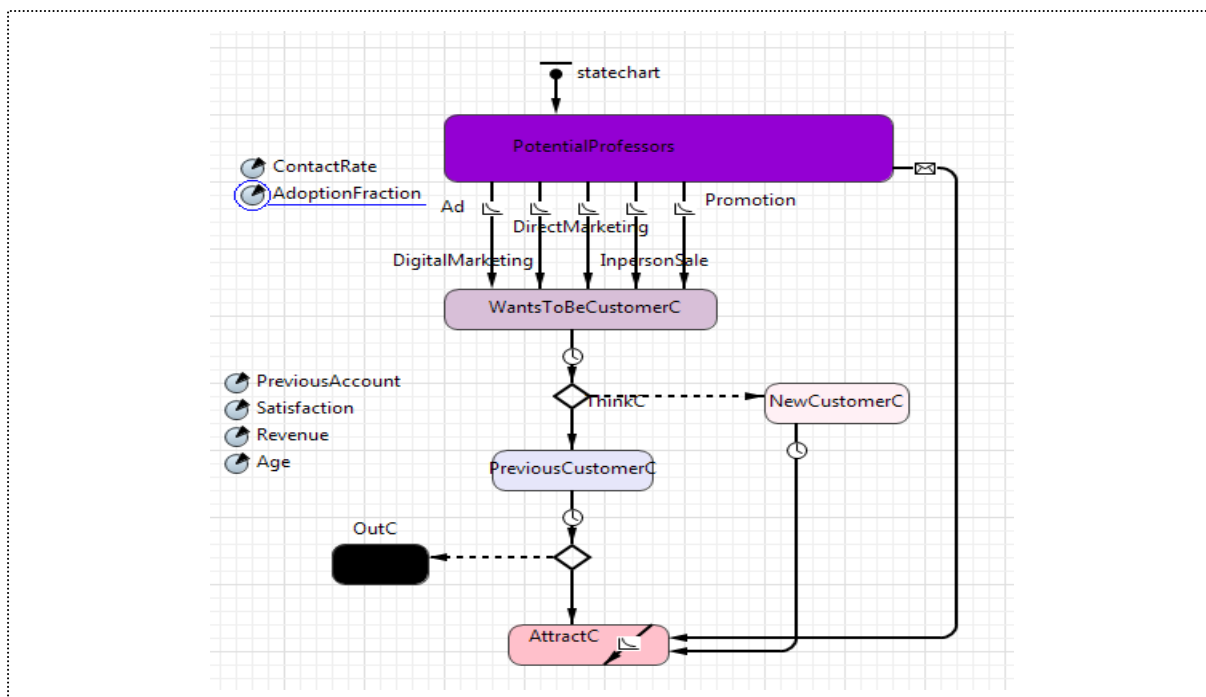 statechart
PotentialProfessors
ContactRate
AdoptionFraction
Ad
Promotion
DirectMarketing
DigitalMarketing
InpersonSale
WantsToBeCustomerC
PreviousAccount
ThinkC
NewCustomerC
Satisfaction
Revenue
Age
PreviousCustomerC
OutC
AttractC